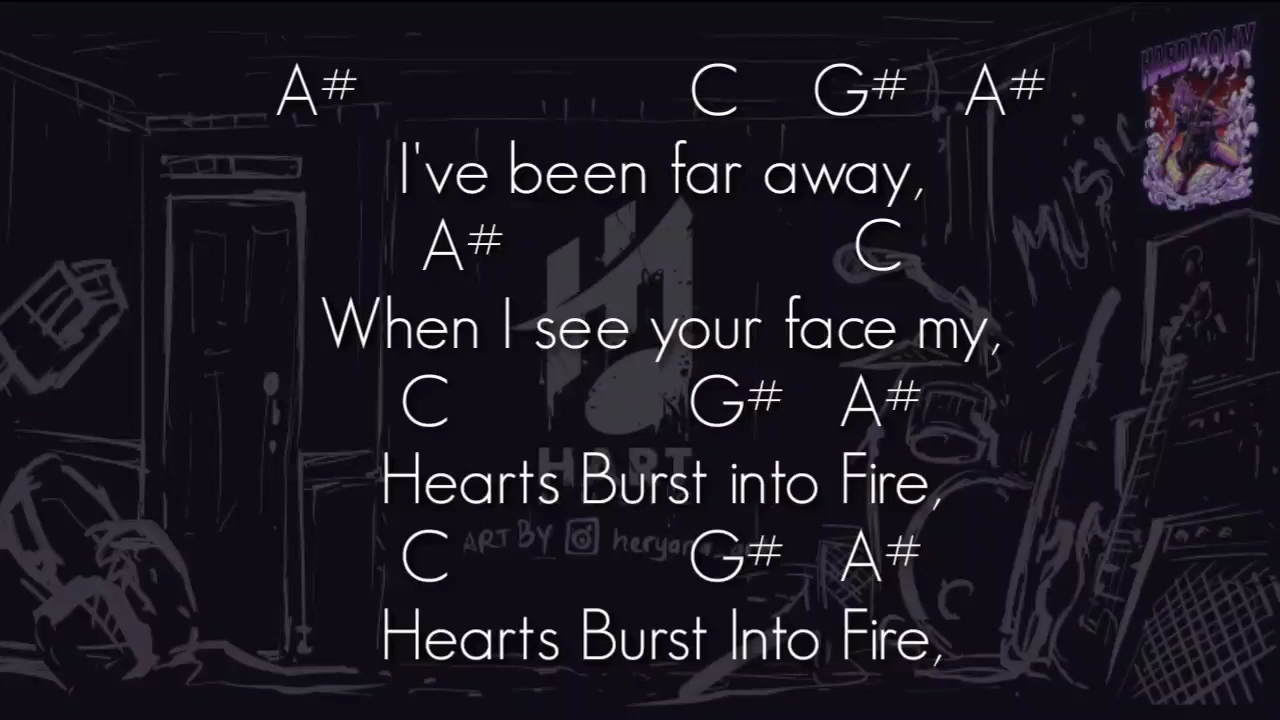 A# C G# A#
HARDMOWY
I've been far away,
MUSIC
A# C
When I see your face my,
C G# A#
Hearts Burst into Fire,
HART
C G# A#
ART BY
Hearts Burst Into Fire,